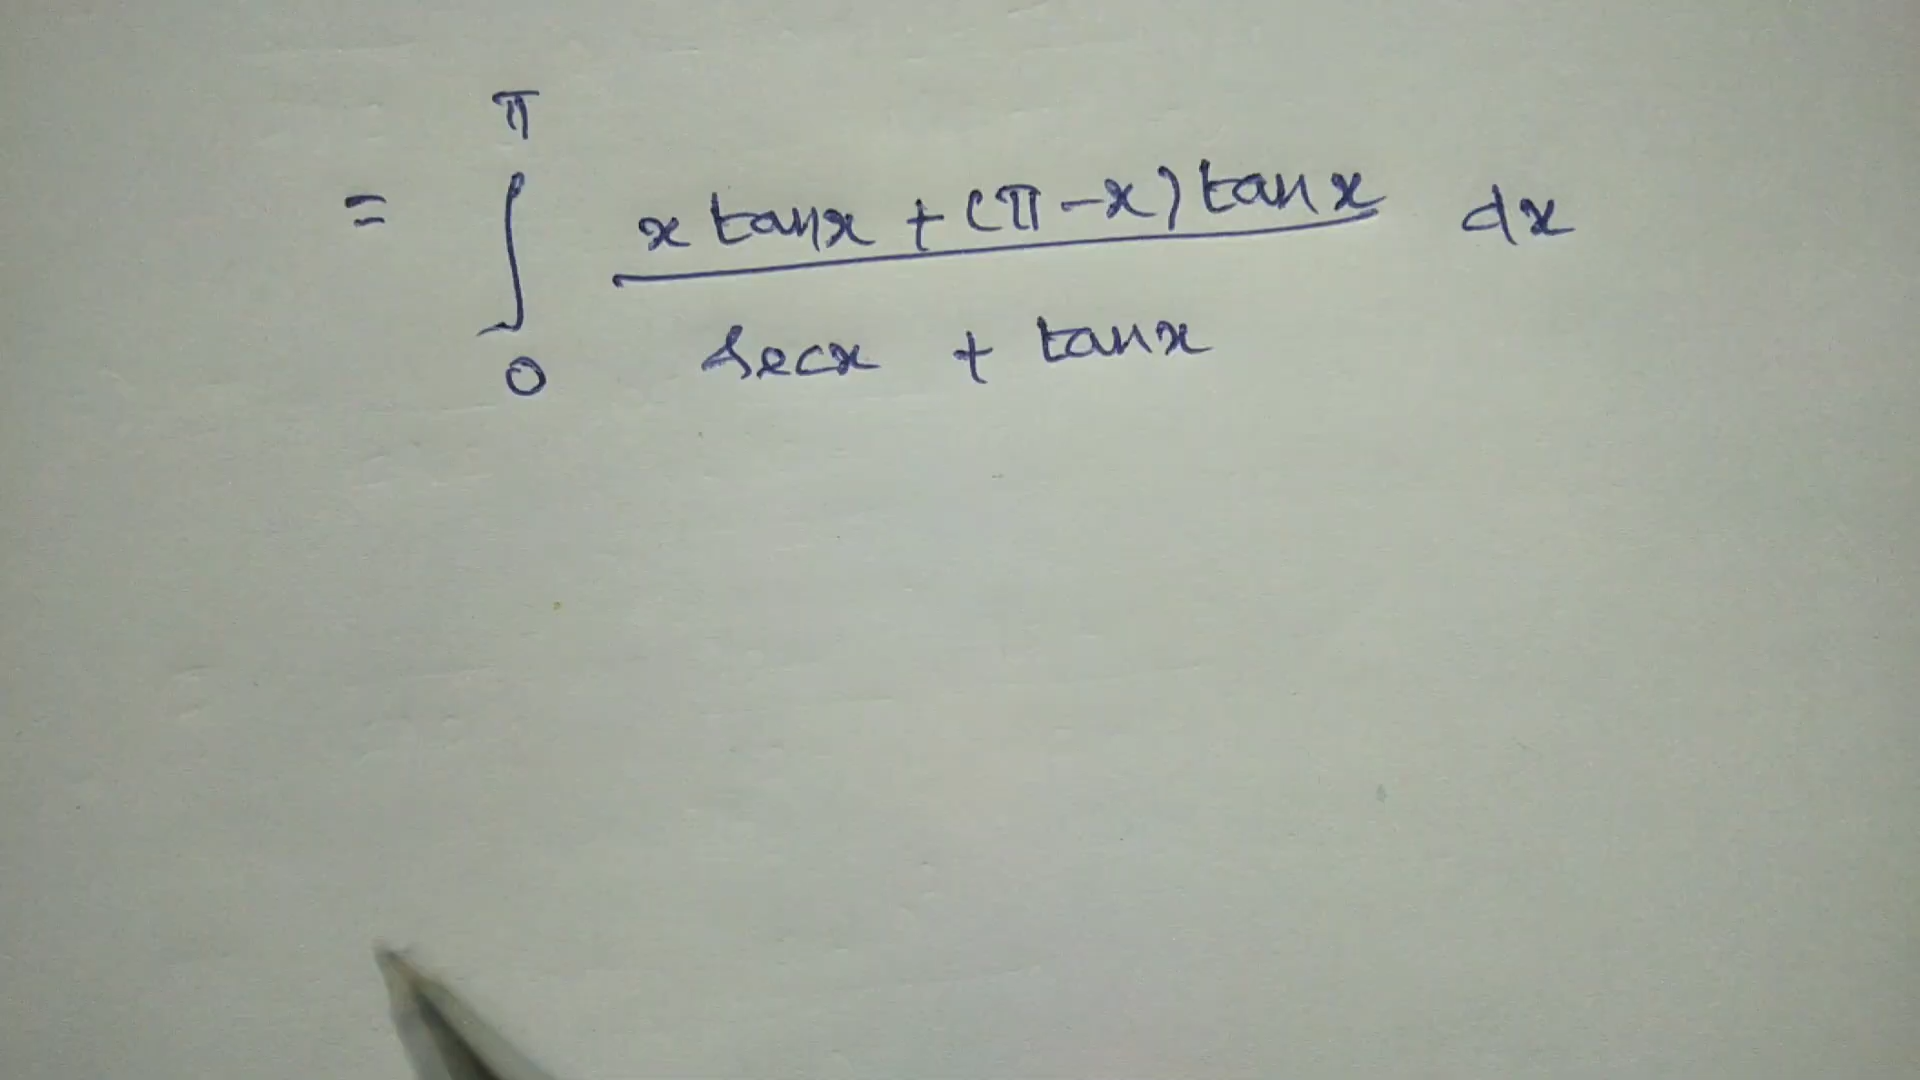 = ∫₀^π (x tanx + (π-x) tanx) / (secx + tanx) dx